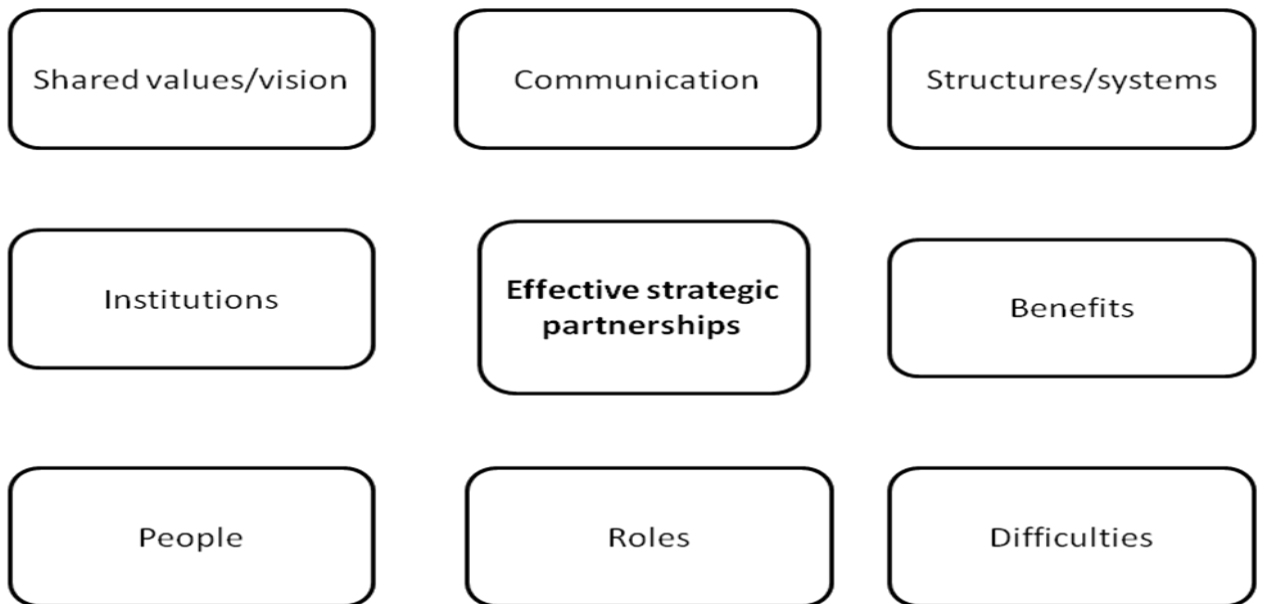 Shared values/vision
Communication
Structures/systems
Institutions
Effective strategic
partnerships
Benefits
People
Roles
Difficulties